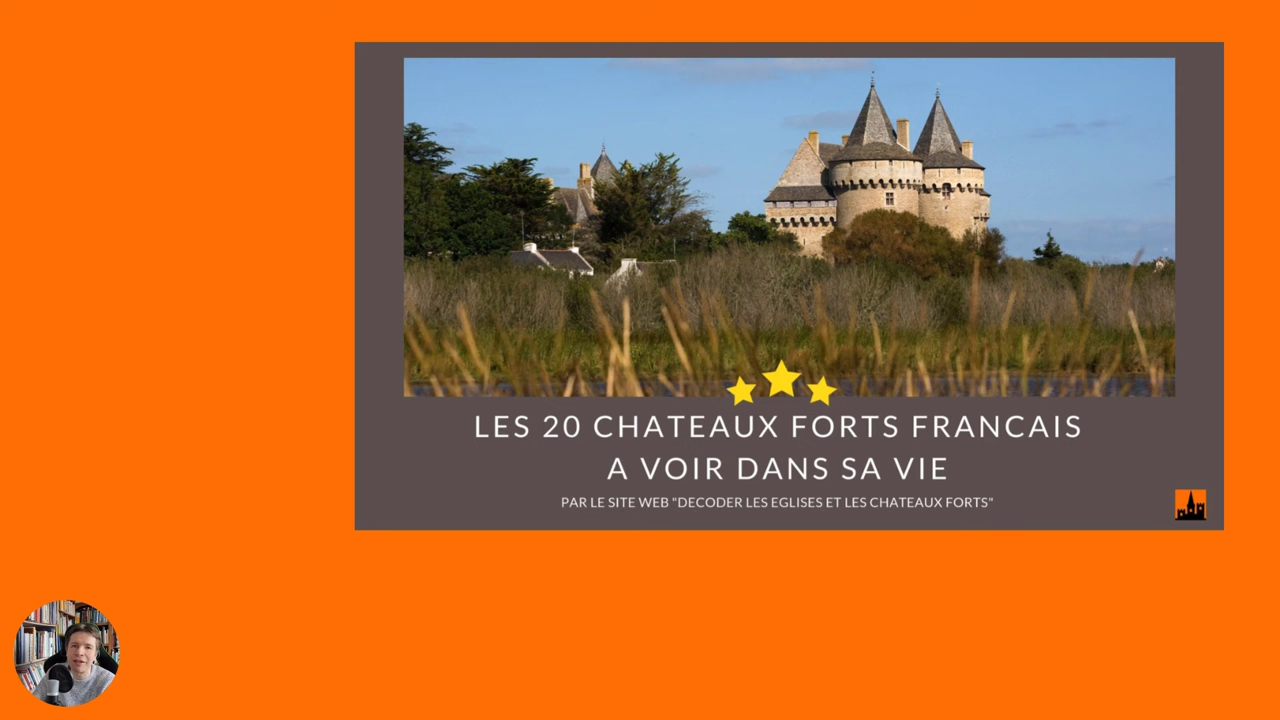 LES 20 CHATEAUX FORTS FRANCAIS
A VOIR DANS SA VIE
PAR LE SITE WEB "DECODER LES EGLISES ET LES CHATEAUX FORTS"